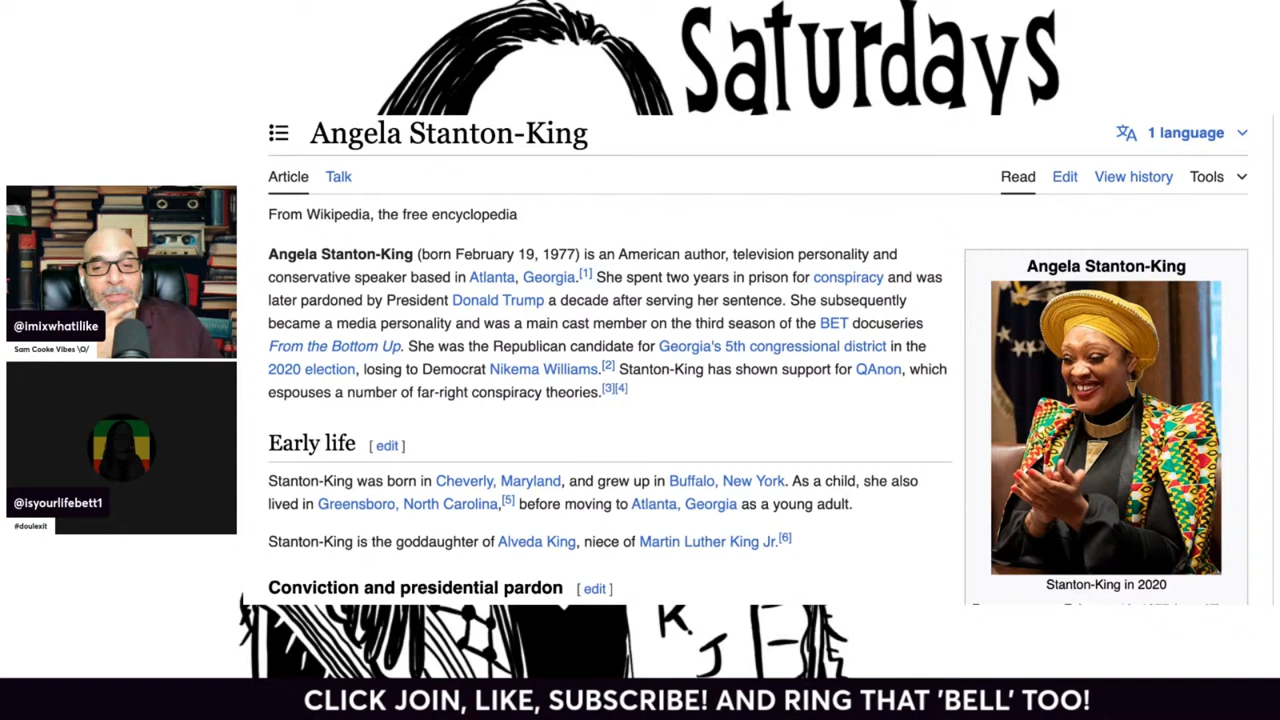 Saturdays
Angela Stanton-King
1 language
Article Talk
Read Edit View history Tools
From Wikipedia, the free encyclopedia
Angela Stanton-King (born February 19, 1977) is an American author, television personality and
conservative speaker based in Atlanta, Georgia.[1] She spent two years in prison for conspiracy and was
later pardoned by President Donald Trump a decade after serving her sentence. She subsequently
became a media personality and was a main cast member on the third season of the BET docuseries
From the Bottom Up. She was the Republican candidate for Georgia's 5th congressional district in the
2020 election, losing to Democrat Nikema Williams.[2] Stanton-King has shown support for QAnon, which
espouses a number of far-right conspiracy theories.[3][4]
Early life [ edit ]
Stanton-King was born in Cheverly, Maryland, and grew up in Buffalo, New York. As a child, she also
lived in Greensboro, North Carolina,[5] before moving to Atlanta, Georgia as a young adult.
Stanton-King is the goddaughter of Alveda King, niece of Martin Luther King Jr.[6]
Conviction and presidential pardon [ edit ]
Angela Stanton-King
Stanton-King in 2020
@imixwhatilike
Sam Cooke Vibes \O/
@isyourlifebett1
#douexit
K.
J
CLICK JOIN, LIKE, SUBSCRIBE! AND RING THAT 'BELL' TOO!